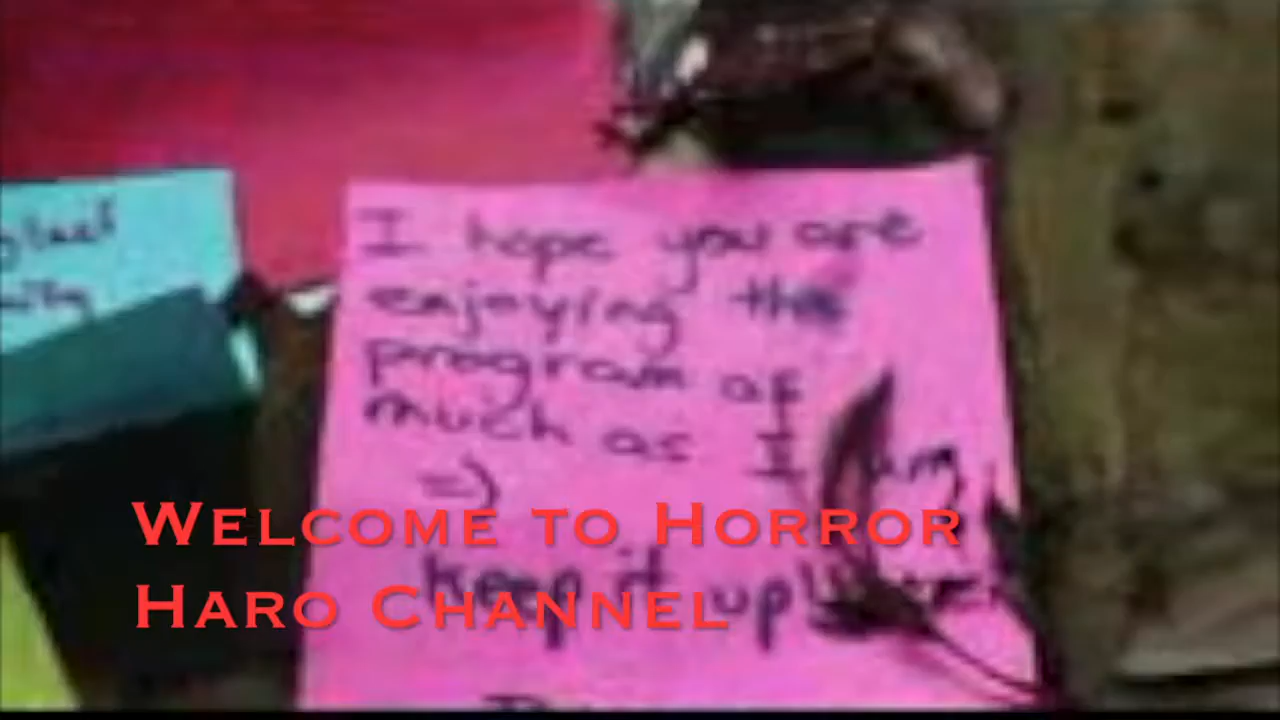 I hope you are
enjoying the
program as
much as I am
=)
keep it up!!
Welcome to Horror
Haro Channel